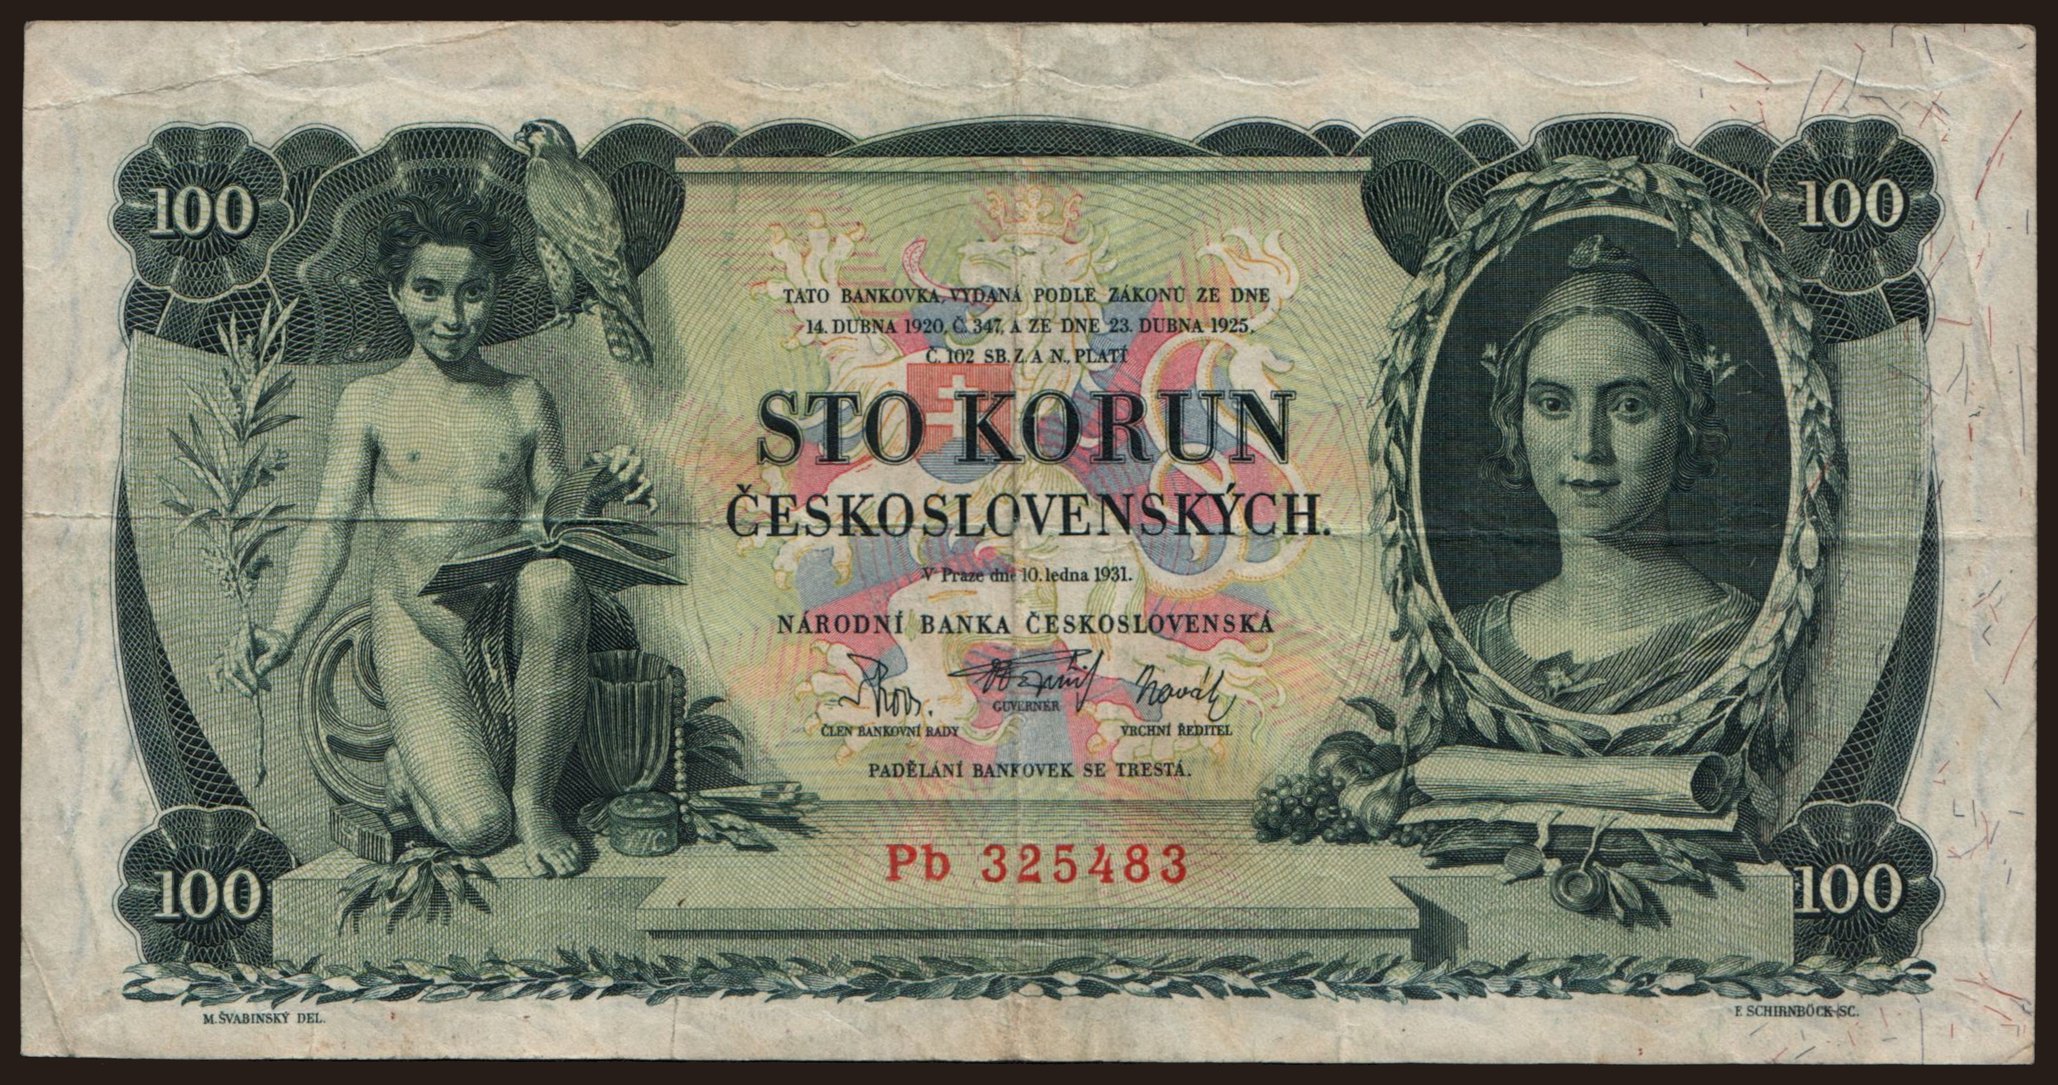 100
100
TATO BANKOVKA, VYDANÁ PODLE ZÁKONŮ ZE DNE
14. DUBNA 1920, Č. 347, A ZE DNE 23. DUBNA 1925,
Č. 102 SB. Z. A N., PLATÍ
STO KORUN
ČESKOSLOVENSKÝCH.
V Praze dne 10. ledna 1931.
NÁRODNÍ BANKA ČESKOSLOVENSKÁ
GUVERNÉR
ČLEN BANKOVNÍ RADY
VRCHNÍ ŘEDITEL
PADĚLÁNÍ BANKOVEK SE TRESTÁ.
Pb 325483
100
100
M. ŠVABINSKÝ DEL.
F. SCHIRNBÖCK SC.